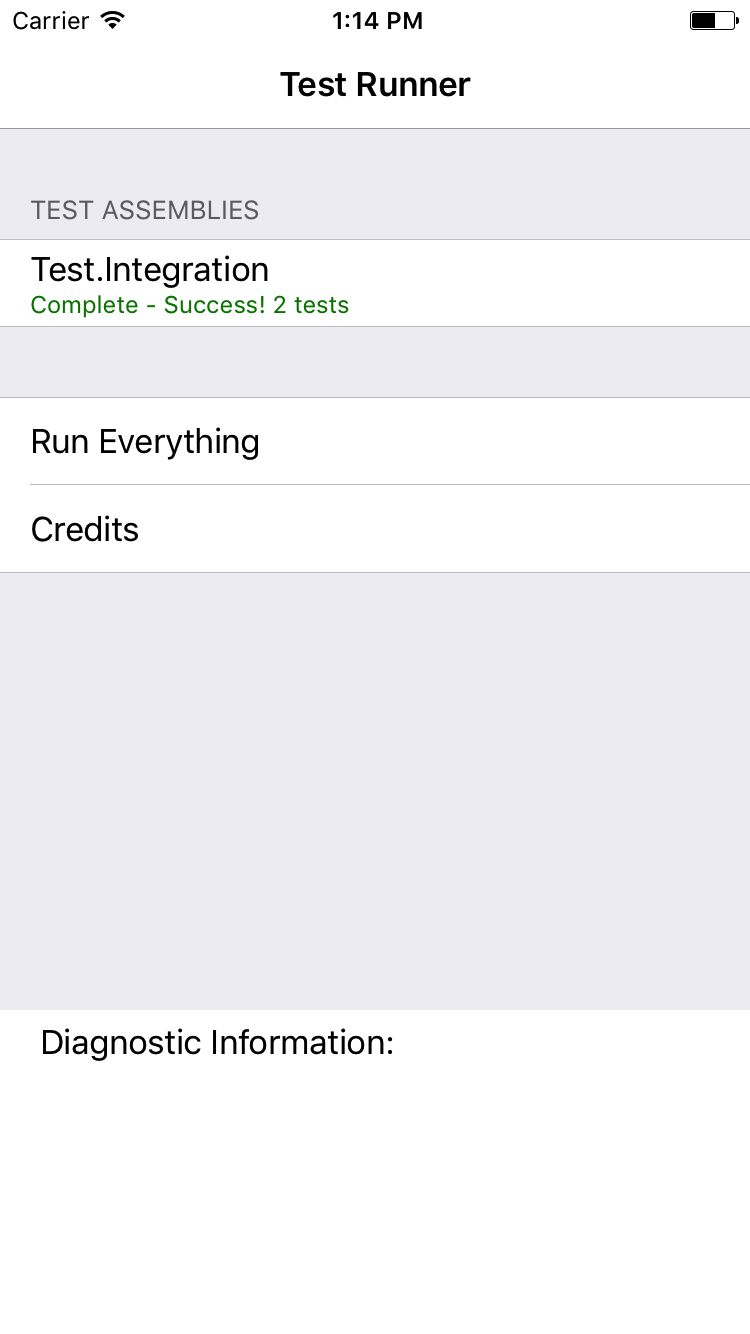 Carrier 1:14 PM
Test Runner
TEST ASSEMBLIES
Test.Integration
Complete - Success! 2 tests
Run Everything
Credits
Diagnostic Information: